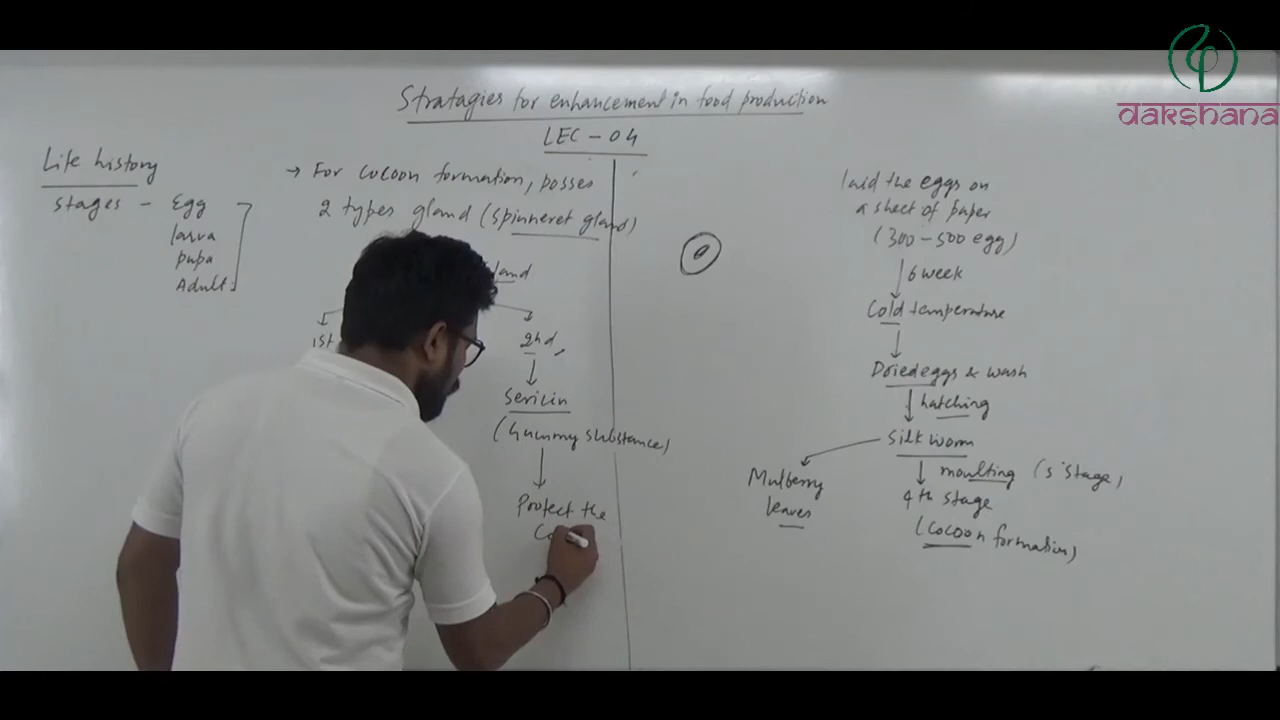 dakshana
Stratagies for enhancement in food production
LEC - 04
Life history
stages - Egg
larva
pupa
Adult
→ For cocoon formation, posses
2 types gland (spinneret gland)
1st
2nd
Sericin
(Gummy substance)
Protect the
Co
laid the eggs on
a sheet of paper
(300-500 egg)
6 week
Cold temperature
Dried eggs & wash
hatching
Silk worm
Mulberry
leaves
moulting (5 stage)
4th stage
(cocoon formation)